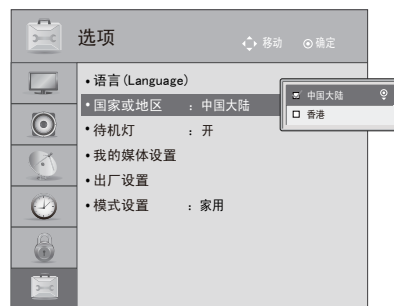 选项
移动 确定
• 语言(Language)
• 国家或地区 : 中国大陆
• 待机灯 : 开
• 我的媒体设置
• 出厂设置
• 模式设置 : 家用
中国大陆
香港